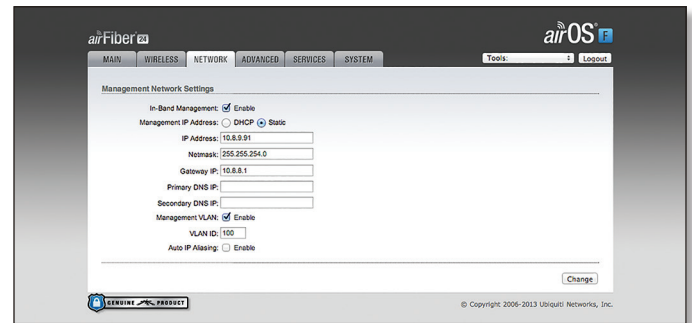 airFiber 24
airOS F
MAIN WIRELESS NETWORK ADVANCED SERVICES SYSTEM Tools: Logout
Management Network Settings
In-Band Management: Enable
Management IP Address: DHCP Static
IP Address: 10.8.9.91
Netmask: 255.255.254.0
Gateway IP: 10.8.8.1
Primary DNS IP:
Secondary DNS IP:
Management VLAN: Enable
VLAN ID: 100
Auto IP Aliasing: Enable
Change
GENUINE PRODUCT
© Copyright 2006-2013 Ubiquiti Networks, Inc.